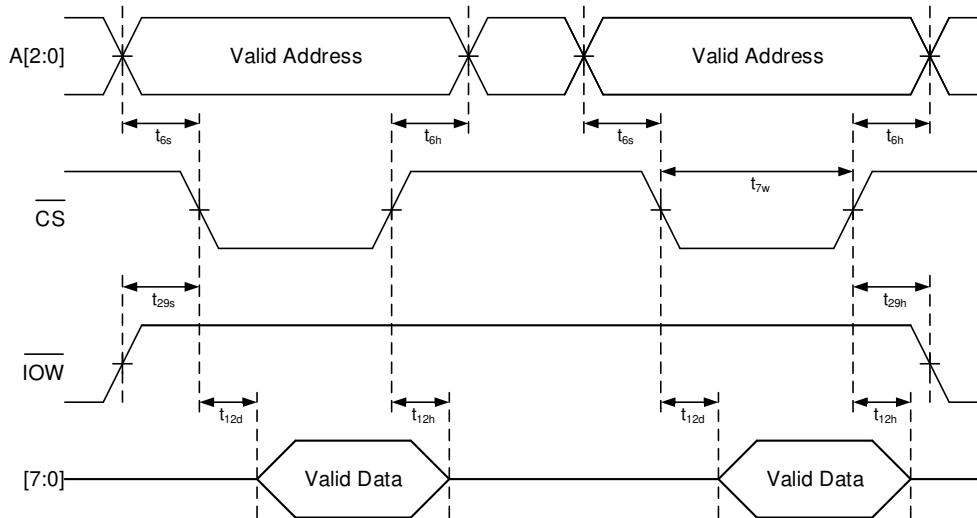 A[2:0]
Valid Address
Valid Address
t6s
t6h
t6s
t6h
CS
t7w
t29s
t29h
IOW
t12d
t12h
t12d
t12h
[7:0]
Valid Data
Valid Data